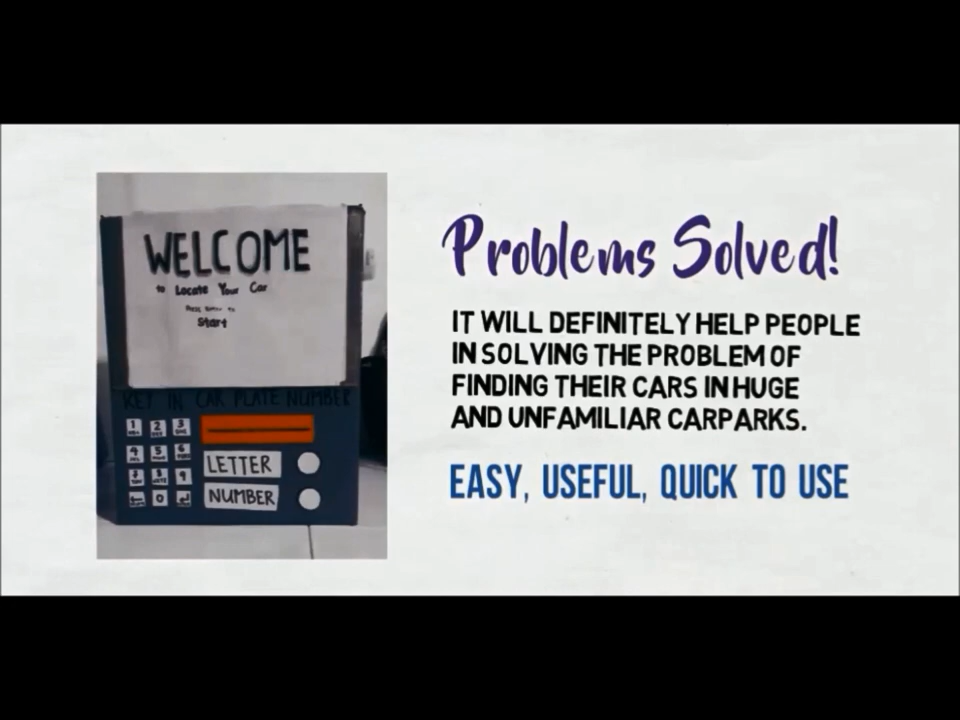 WELCOME
to Locate Your Car
Start
KEY IN CAR PLATE NUMBER
1 2 3
4 5 6
7 9
0
LETTER
NUMBER
Problems Solved!
IT WILL DEFINITELY HELP PEOPLE
IN SOLVING THE PROBLEM OF
FINDING THEIR CARS IN HUGE
AND UNFAMILIAR CARPARKS.
EASY, USEFUL, QUICK TO USE